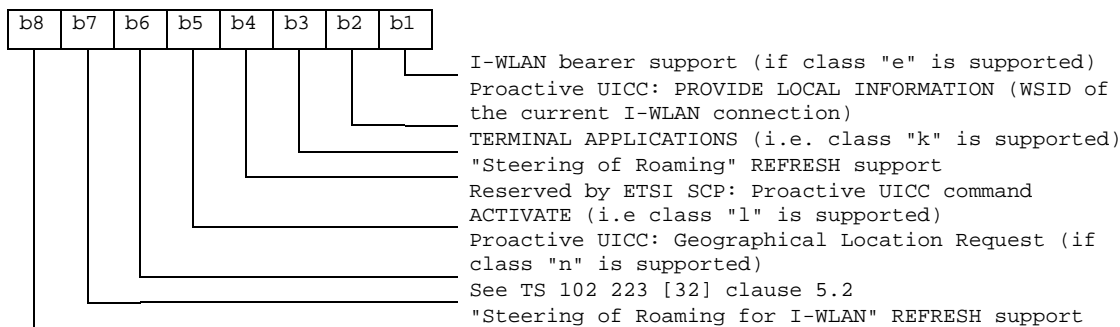 b8 b7 b6 b5 b4 b3 b2 b1
I-WLAN bearer support (if class "e" is supported)
Proactive UICC: PROVIDE LOCAL INFORMATION (WSID of
the current I-WLAN connection)
TERMINAL APPLICATIONS (i.e. class "k" is supported)
"Steering of Roaming" REFRESH support
Reserved by ETSI SCP: Proactive UICC command
ACTIVATE (i.e class "l" is supported)
Proactive UICC: Geographical Location Request (if
class "n" is supported)
See TS 102 223 [32] clause 5.2
"Steering of Roaming for I-WLAN" REFRESH support